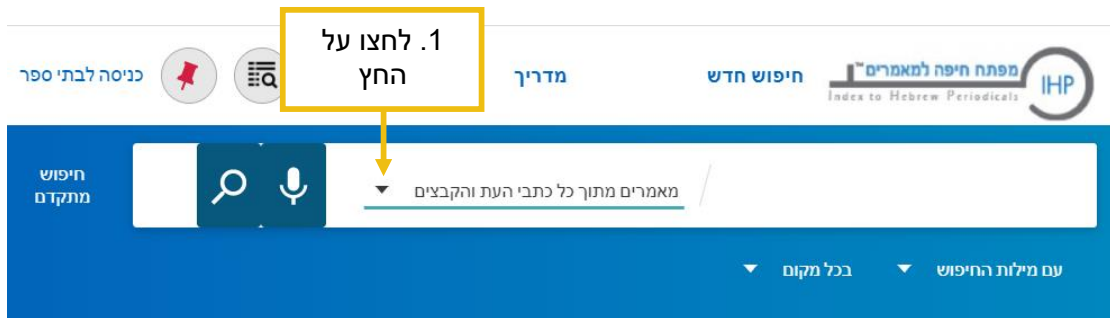 1. לחצו על
החץ
מפתח חיפה למאמרים™
Index to Hebrew Periodicals
IHP
חיפוש חדש
מדריך
כניסה לבתי ספר
מאמרים מתוך כל כתבי העת והקבצים
חיפוש
מתקדם
עם מילות החיפוש
בכל מקום